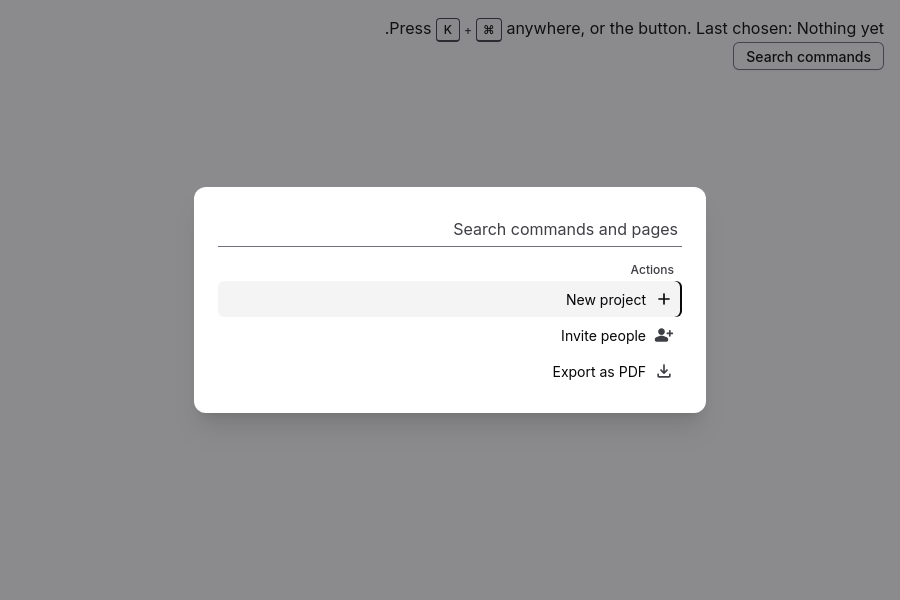 .Press K + ⌘ anywhere, or the button. Last chosen: Nothing yet
Search commands
Search commands and pages
Actions
New project
Invite people
Export as PDF